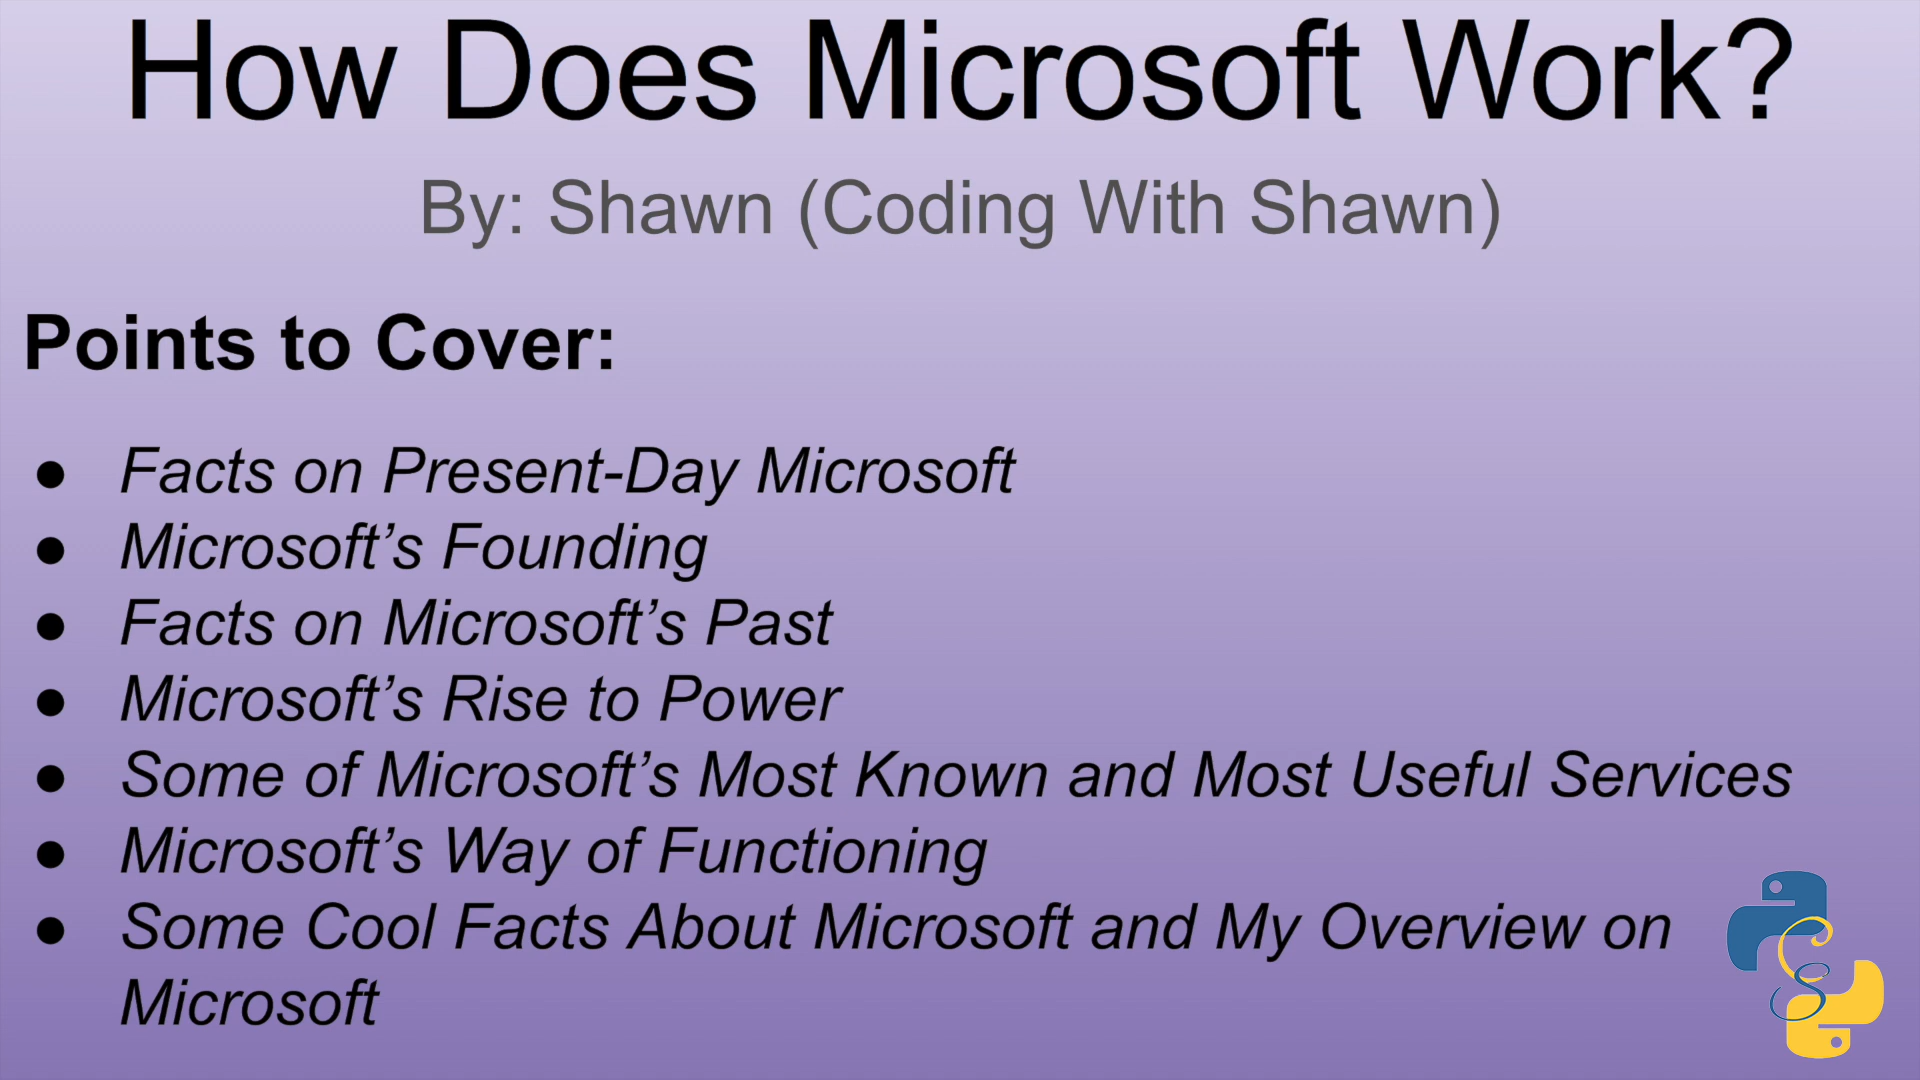 How Does Microsoft Work?
By: Shawn (Coding With Shawn)
Points to Cover:
● Facts on Present-Day Microsoft
● Microsoft’s Founding
● Facts on Microsoft’s Past
● Microsoft’s Rise to Power
● Some of Microsoft’s Most Known and Most Useful Services
● Microsoft’s Way of Functioning
● Some Cool Facts About Microsoft and My Overview on
Microsoft
CS